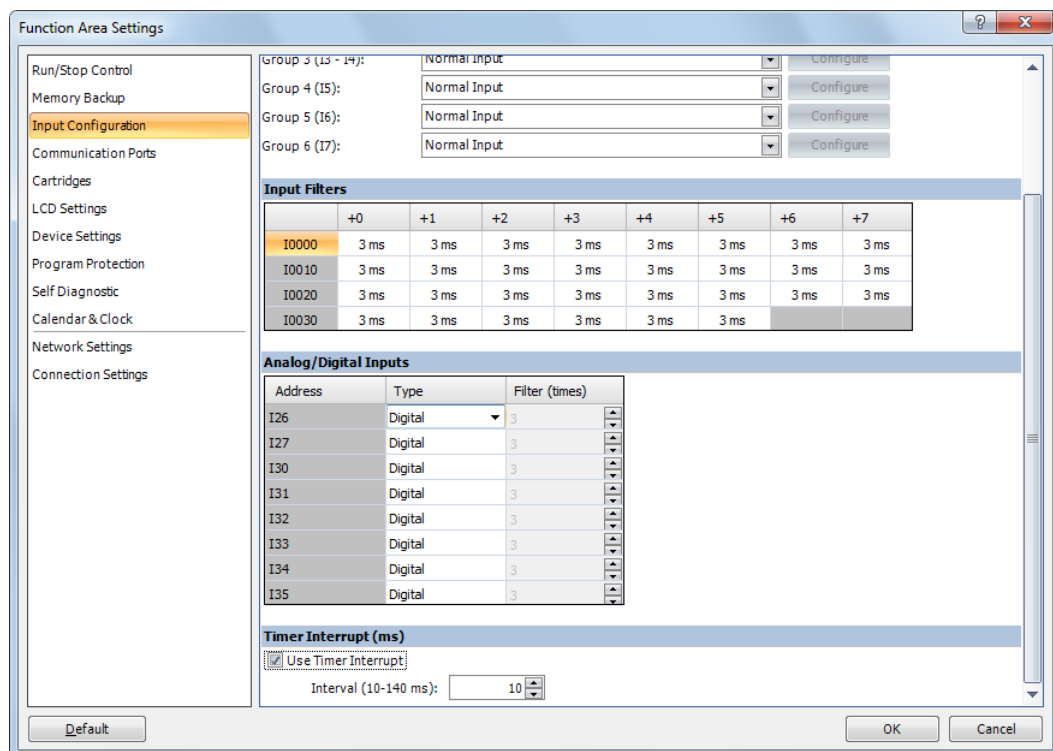 Function Area Settings
Run/Stop Control
Memory Backup
Input Configuration
Communication Ports
Cartridges
LCD Settings
Device Settings
Program Protection
Self Diagnostic
Calendar & Clock
Network Settings
Connection Settings
Group 3 (I3 - I4): Normal Input Configure
Group 4 (I5): Normal Input Configure
Group 5 (I6): Normal Input Configure
Group 6 (I7): Normal Input Configure
Input Filters
+0 +1 +2 +3 +4 +5 +6 +7
I0000 3 ms 3 ms 3 ms 3 ms 3 ms 3 ms 3 ms 3 ms
I0010 3 ms 3 ms 3 ms 3 ms 3 ms 3 ms 3 ms 3 ms
I0020 3 ms 3 ms 3 ms 3 ms 3 ms 3 ms 3 ms 3 ms
I0030 3 ms 3 ms 3 ms 3 ms 3 ms 3 ms
Analog/Digital Inputs
Address Type Filter (times)
I26 Digital 3
I27 Digital 3
I30 Digital 3
I31 Digital 3
I32 Digital 3
I33 Digital 3
I34 Digital 3
I35 Digital 3
Timer Interrupt (ms)
Use Timer Interrupt
Interval (10-140 ms): 10
Default OK Cancel